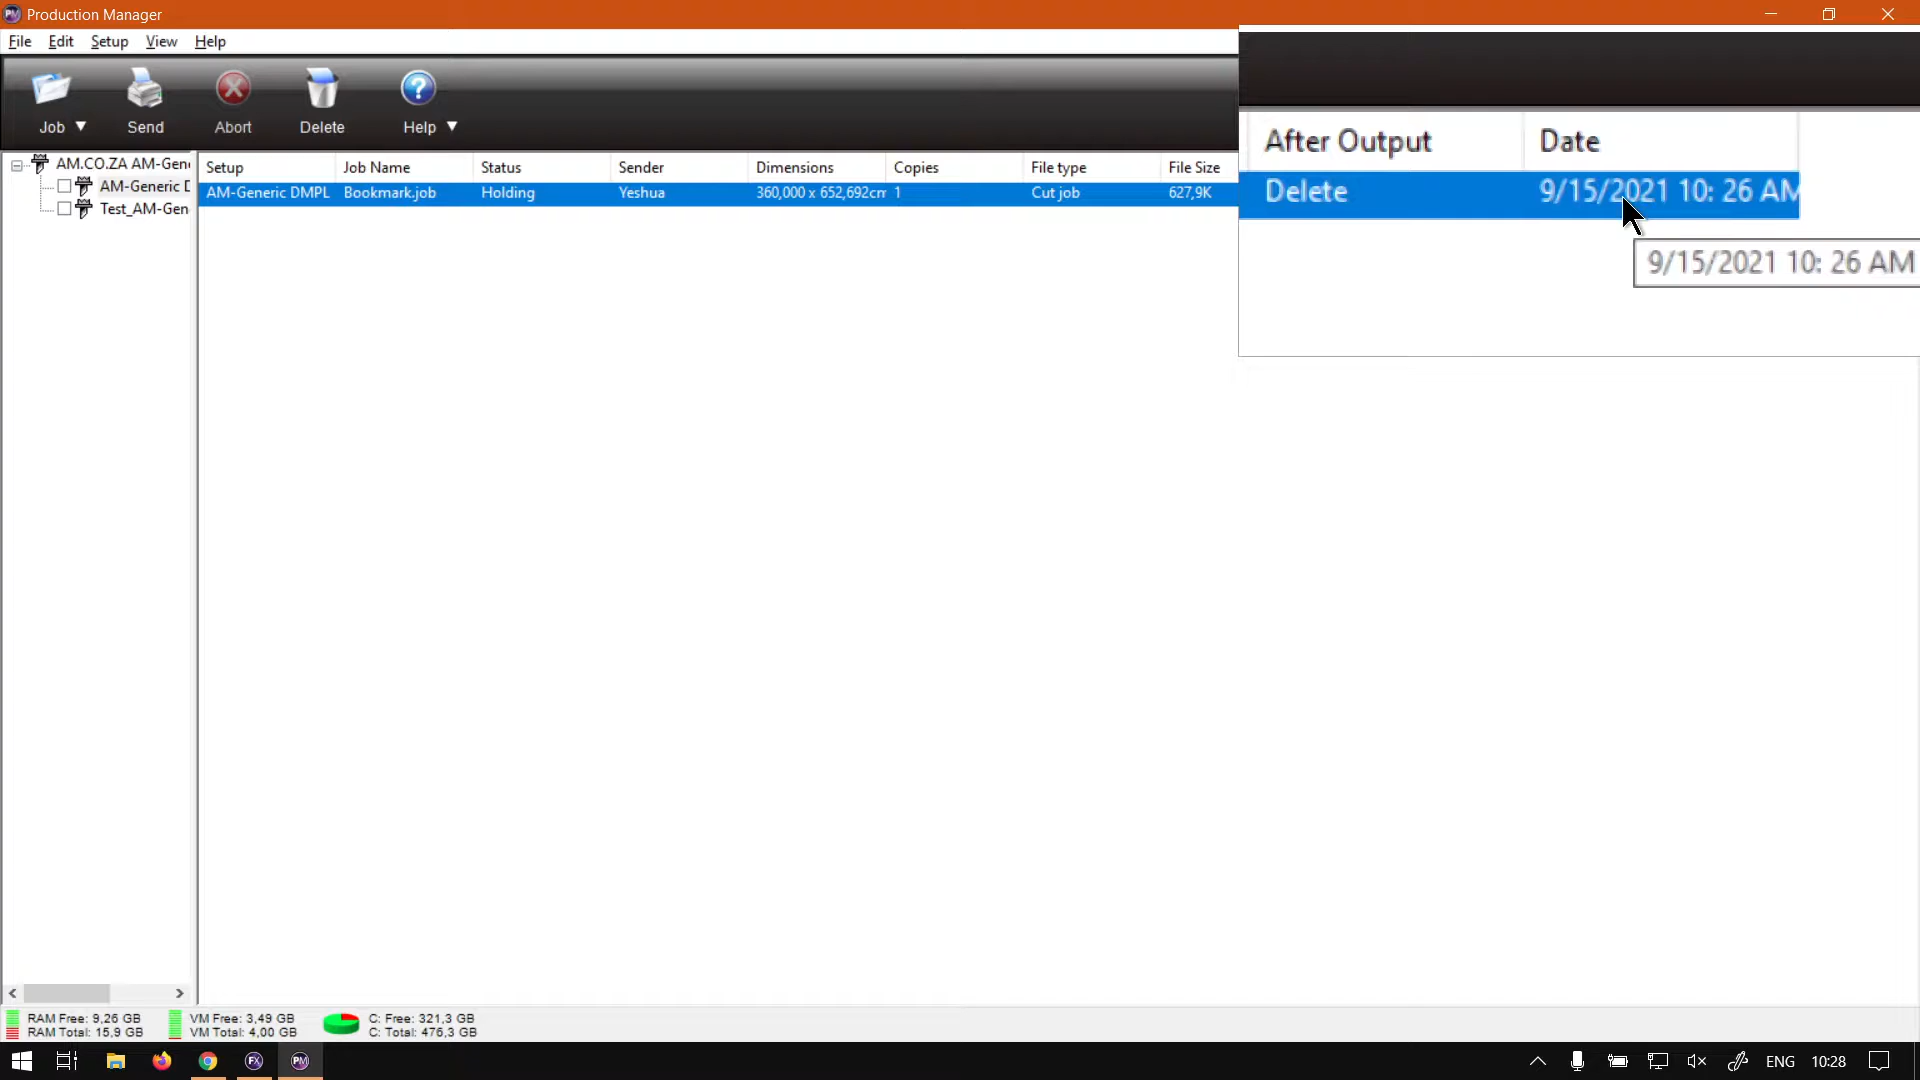 Production Manager
File Edit Setup View Help
Job Send Abort Delete Help
AM.CO.ZA AM-Gen
AM-Generic D
Test_AM-Gen
Setup Job Name Status Sender Dimensions Copies File type File Size
AM-Generic DMPL Bookmark.job Holding Yeshua 360,000 x 652,692cm 1 Cut job 627,9K
After Output Date
Delete 9/15/2021 10: 26 AM
9/15/2021 10: 26 AM
RAM Free: 9,26 GB VM Free: 3,49 GB C: Free: 321,3 GB
RAM Total: 15,9 GB VM Total: 4,00 GB C: Total: 476,3 GB
FX PM ENG 10:28